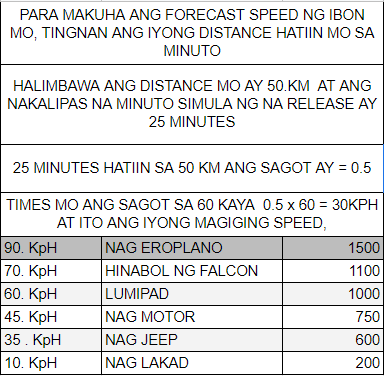 PARA MAKUHA ANG FORECAST SPEED NG IBON
MO, TINGNAN ANG IYONG DISTANCE HATIIN MO SA
MINUTO
HALIMBAWA ANG DISTANCE MO AY 50.KM AT ANG
NAKALIPAS NA MINUTO SIMULA NG NA RELEASE AY
25 MINUTES
25 MINUTES HATIIN SA 50 KM ANG SAGOT AY = 0.5
TIMES MO ANG SAGOT SA 60 KAYA 0.5 x 60 = 30KPH
AT ITO ANG IYONG MAGIGING SPEED,
90. KpH NAG EROPLANO 1500
70. KpH HINABOL NG FALCON 1100
60. KpH LUMIPAD 1000
45. KpH NAG MOTOR 750
35 . KpH NAG JEEP 600
10. KpH NAG LAKAD 200